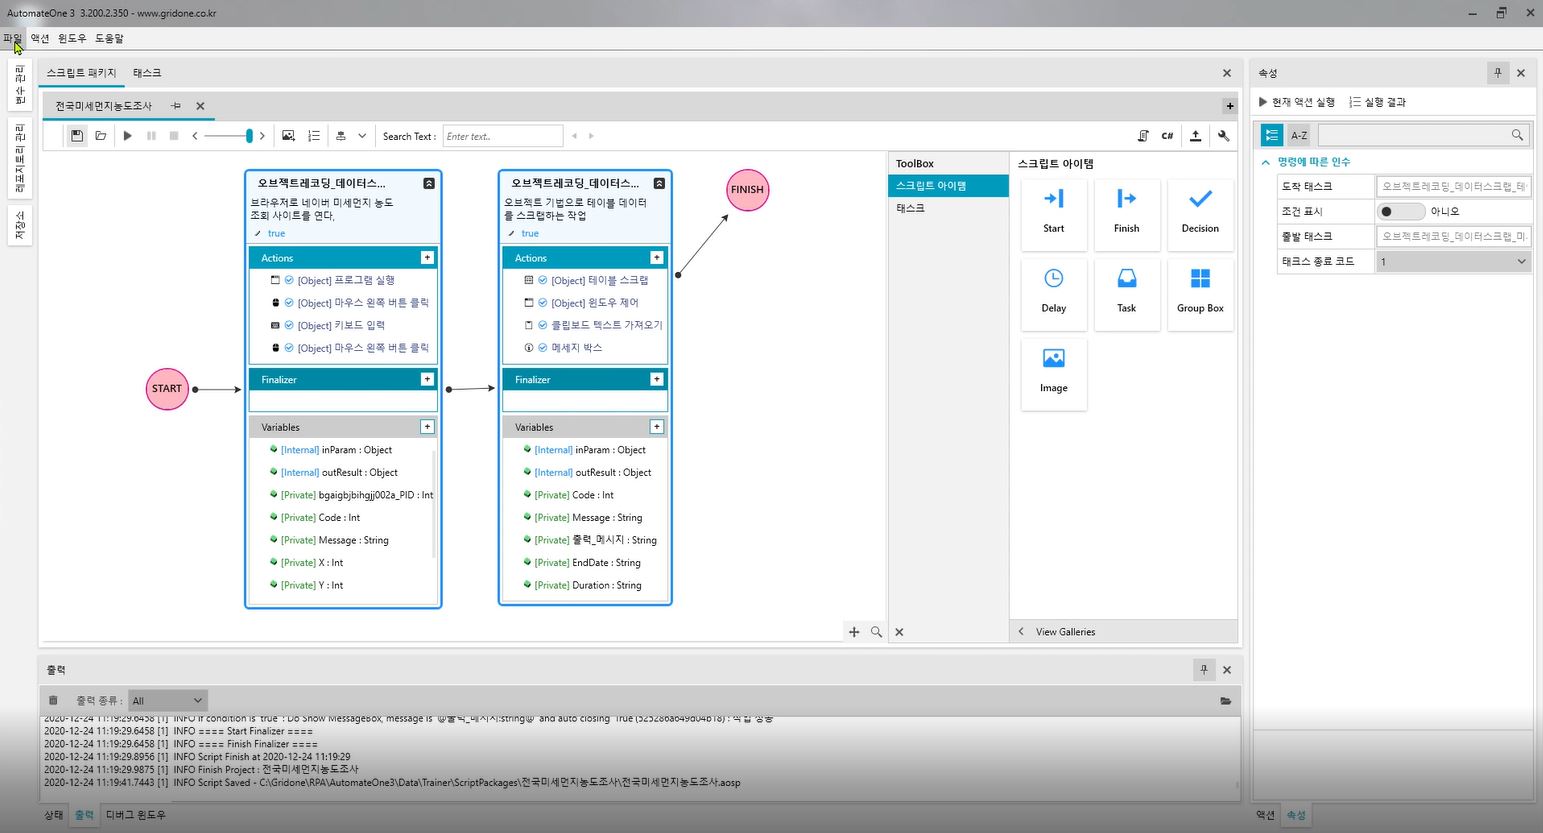 AutomateOne 3 3.200.2.350 - www.gridone.co.kr
파일 액션 윈도우 도움말
변수 관리
레포지토리 관리
저장소
스크립트 패키지 태스크
전국미세먼지농도조사
Search Text : Enter text.. C#
오브젝트레코딩_데이터스...
브라우저로 네이버 미세먼지 농도
조회 사이트를 연다.
true
Actions
[Object] 프로그램 실행
[Object] 마우스 왼쪽 버튼 클릭
[Object] 키보드 입력
[Object] 마우스 왼쪽 버튼 클릭
Finalizer
Variables
[Internal] inParam : Object
[Internal] outResult : Object
[Private] bgaigbjbihgjj002a_PID : Int
[Private] Code : Int
[Private] Message : String
[Private] X : Int
[Private] Y : Int
START
오브젝트레코딩_데이터스...
오브젝트 기법으로 테이블 데이터
를 스크랩하는 작업
true
Actions
[Object] 테이블 스크랩
[Object] 윈도우 제어
클립보드 텍스트 가져오기
메세지 박스
Finalizer
Variables
[Internal] inParam : Object
[Internal] outResult : Object
[Private] Code : Int
[Private] Message : String
[Private] 출력_메시지 : String
[Private] EndDate : String
[Private] Duration : String
FINISH
ToolBox
스크립트 아이템
태스크
스크립트 아이템
Start Finish Decision
Delay Task Group Box
Image
View Galleries
속성
현재 액션 실행 실행 결과
A-Z
명령에 따른 인수
도착 태스크 오브젝트레코딩_데이터스크랩_테
조건 표시 아니오
출발 태스크 오브젝트레코딩_데이터스크랩_미
태크스 종료 코드 1
액션 속성
출력
출력 종류 : All
2020-12-24 11:19:29.6458 [1] INFO If condition is 'true' : Do Show MessageBox, message is '@출력_메시지:string@' and auto closing 'True (525286a649d04b18) : 작업 성공
2020-12-24 11:19:29.6458 [1] INFO ==== Start Finalizer ====
2020-12-24 11:19:29.6458 [1] INFO ==== Finish Finalizer ====
2020-12-24 11:19:29.8956 [1] INFO Script Finish at 2020-12-24 11:19:29
2020-12-24 11:19:29.9875 [1] INFO Finish Project : 전국미세먼지농도조사
2020-12-24 11:19:41.7443 [1] INFO Script Saved - C:\Gridone\RPA\AutomateOne3\Data\Trainer\ScriptPackages\전국미세먼지농도조사\전국미세먼지농도조사.aosp
상태 출력 디버그 윈도우